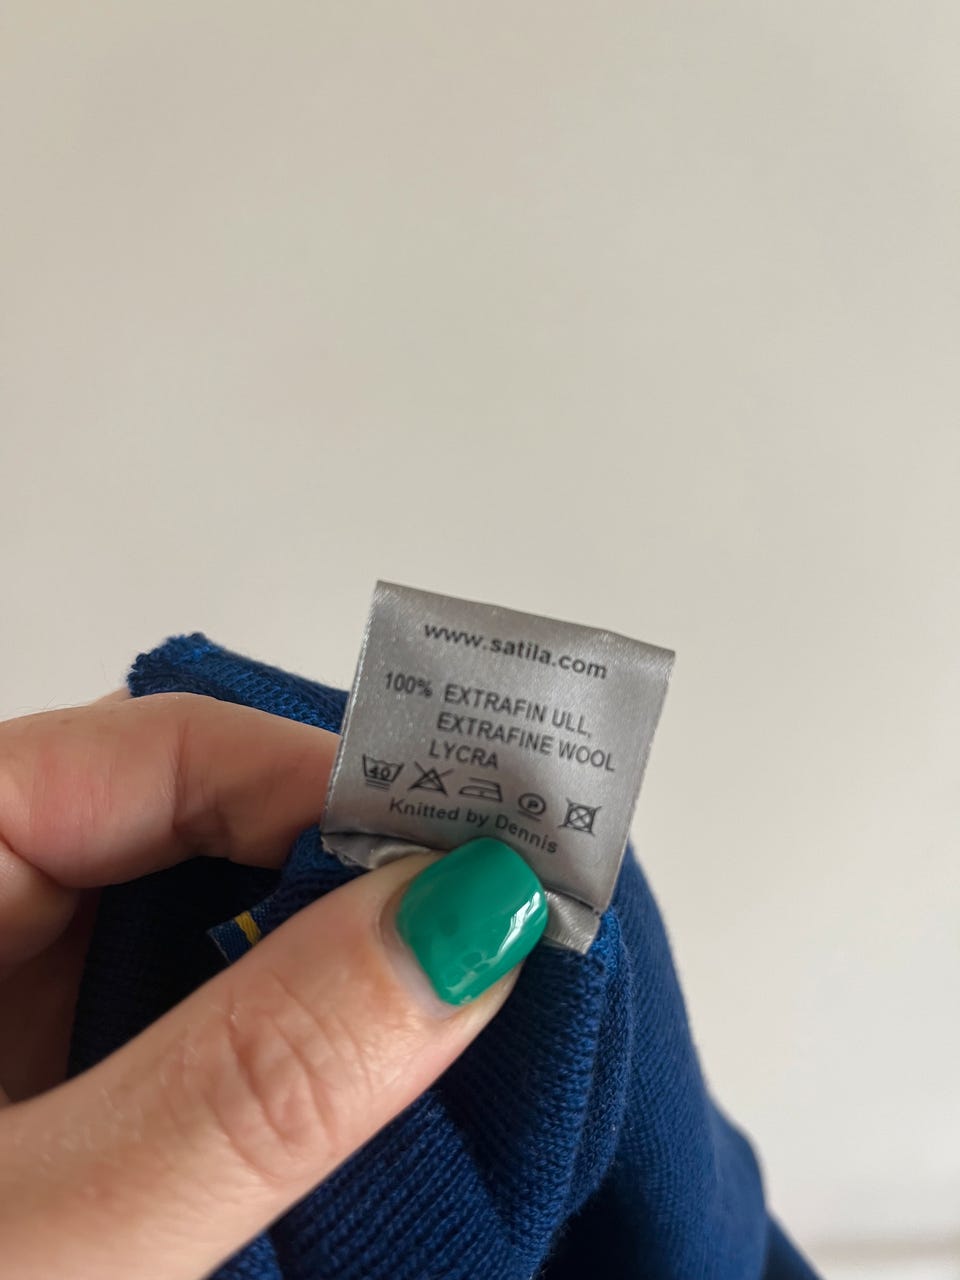 www.satila.com
100% EXTRAFIN ULL,
EXTRAFINE WOOL
LYCRA
40 P
Knitted by Dennis